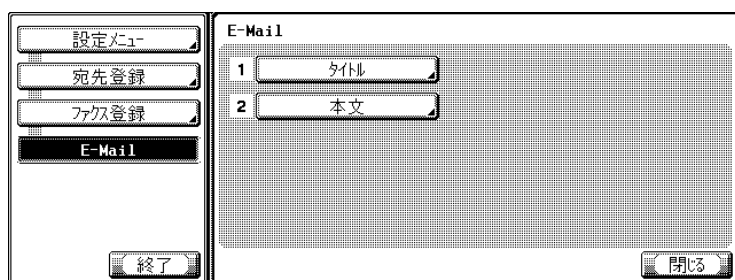 設定ﾒﾆｭｰ
宛先登録
ﾌｧｸｽ登録
E-Mail
終了
E-Mail
1 ﾀｲﾄﾙ
2 本文
閉じる